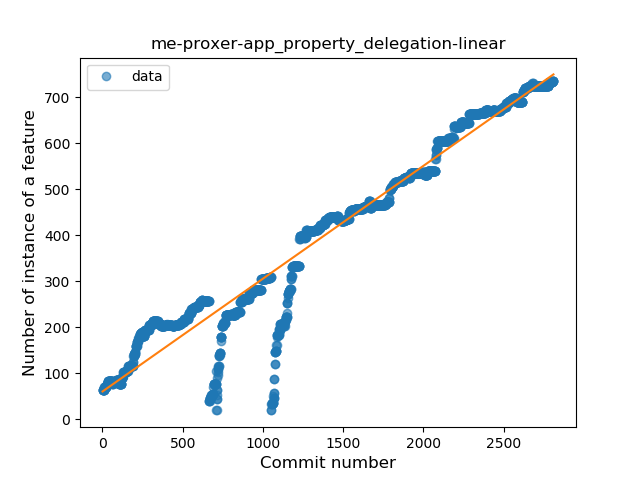 me-proxer-app_property_delegation-linear
data
Number of instance of a feature
700
600
500
400
300
200
100
0
0 500 1000 1500 2000 2500
Commit number